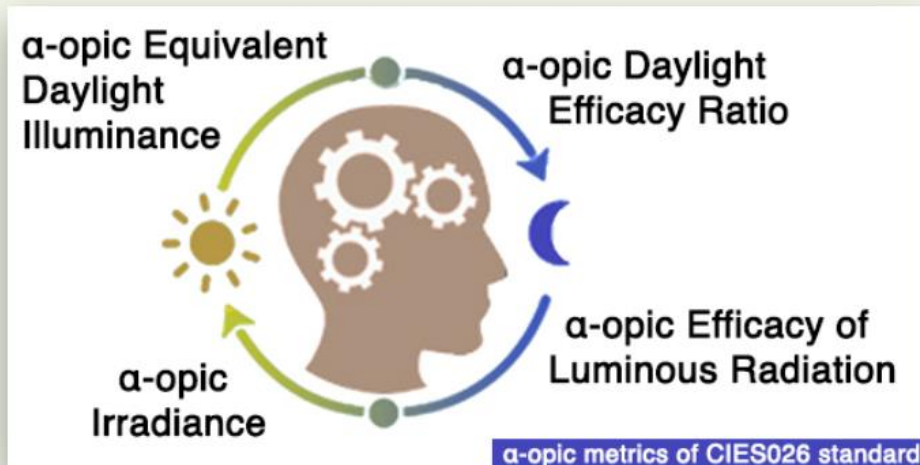 α-opic Equivalent
Daylight
Illuminance
α-opic Daylight
Efficacy Ratio
α-opic Efficacy of
Luminous Radiation
α-opic
Irradiance
α-opic metrics of CIES026 standard